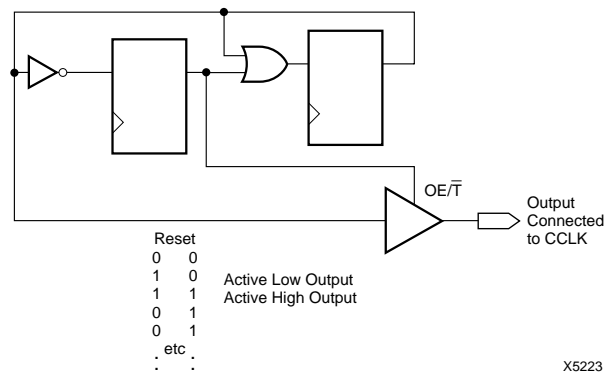 OE/T̅
Output
Connected
to CCLK
Reset
0 0
1 0 Active Low Output
1 1 Active High Output
0 1
0 1
etc
. .
. .
X5223